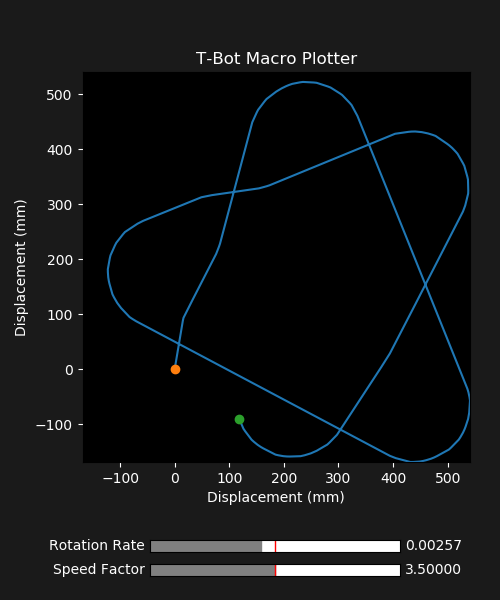 T-Bot Macro Plotter
500
400
300
200
100
0
−100
Displacement (mm)
−100 0 100 200 300 400 500
Displacement (mm)
Rotation Rate 0.00257
Speed Factor 3.50000